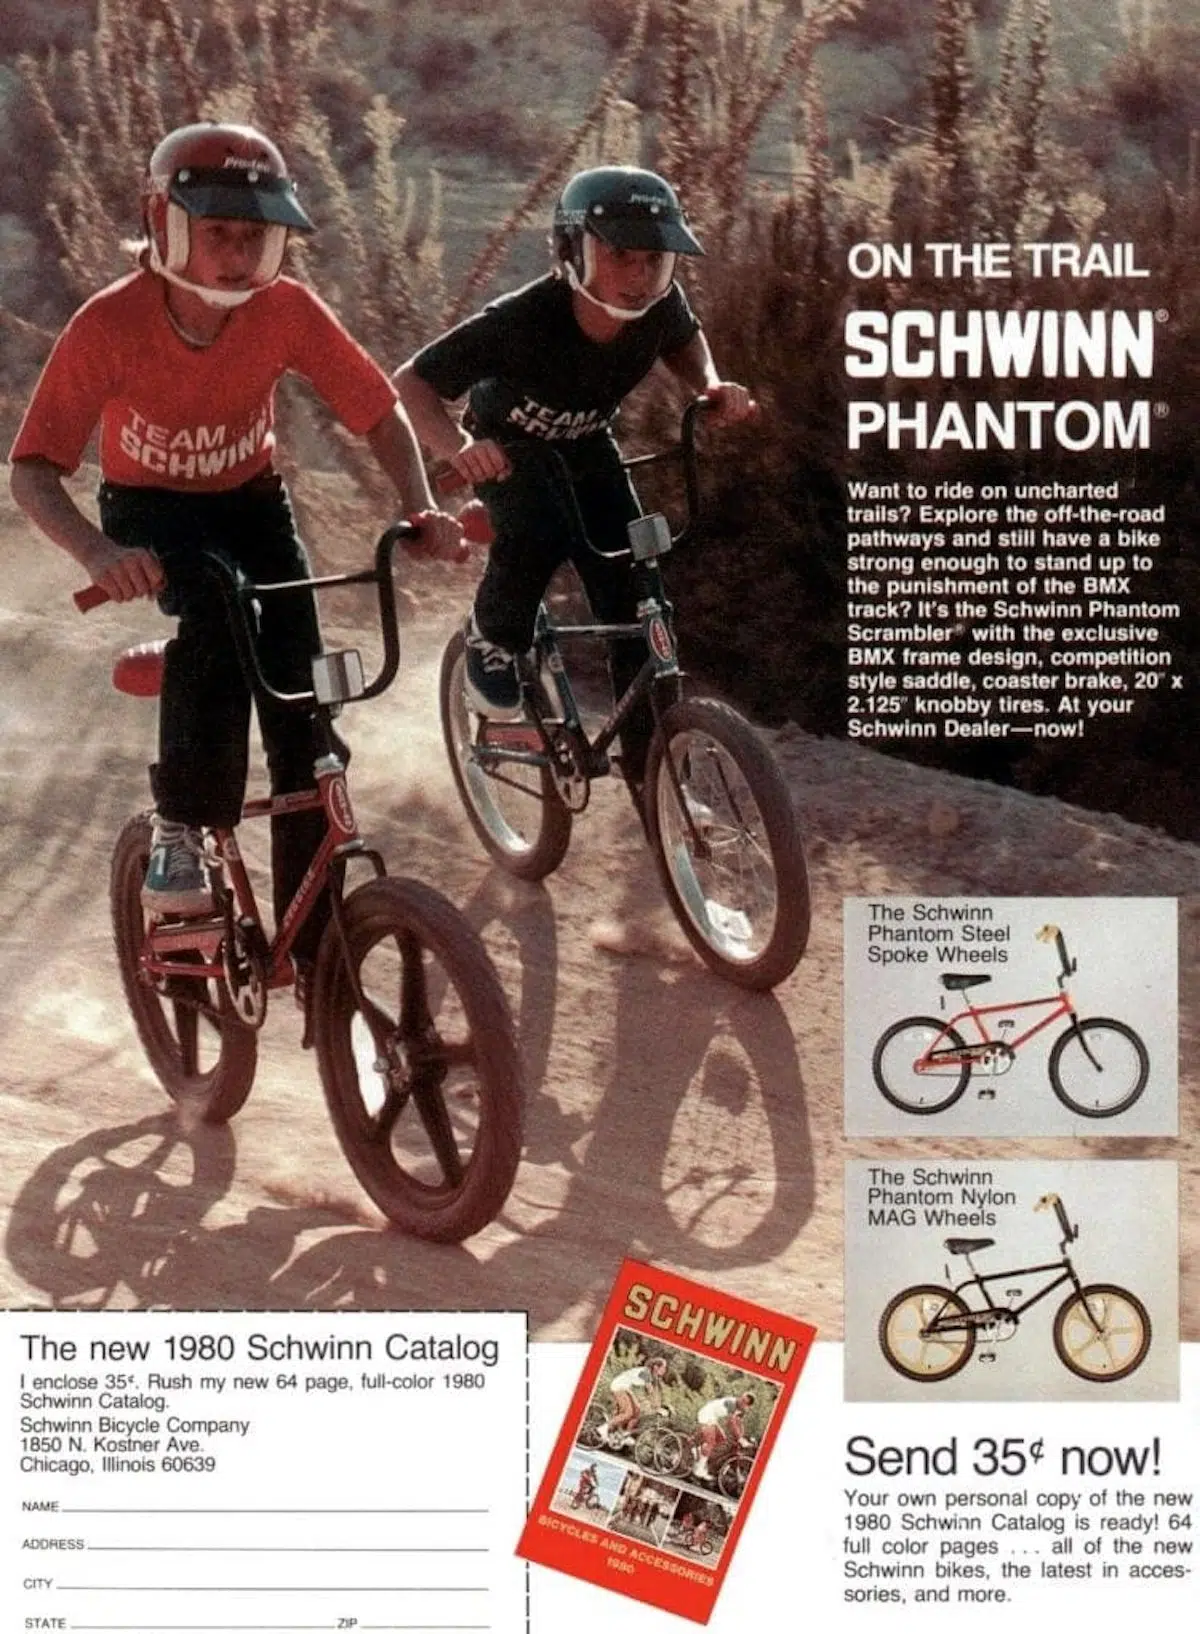 Protec
TEAM
SCHWINN
TEAM
SCHWINN
ON THE TRAIL
SCHWINN®
PHANTOM®
Want to ride on uncharted
trails? Explore the off-the-road
pathways and still have a bike
strong enough to stand up to
the punishment of the BMX
track? It's the Schwinn Phantom
Scrambler® with the exclusive
BMX frame design, competition
style saddle, coaster brake, 20" x
2.125" knobby tires. At your
Schwinn Dealer—now!
The Schwinn
Phantom Steel
Spoke Wheels
The Schwinn
Phantom Nylon
MAG Wheels
The new 1980 Schwinn Catalog
I enclose 35¢. Rush my new 64 page, full-color 1980
Schwinn Catalog.
Schwinn Bicycle Company
1850 N. Kostner Ave.
Chicago, Illinois 60639
NAME
ADDRESS
CITY
STATE ZIP
SCHWINN
BICYCLES AND ACCESSORIES
1980
Send 35¢ now!
Your own personal copy of the new
1980 Schwinn Catalog is ready! 64
full color pages . . . all of the new
Schwinn bikes, the latest in acces-
sories, and more.